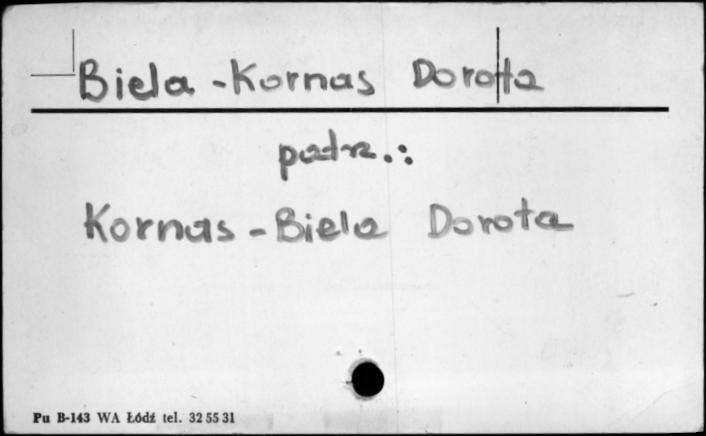 Biela - Kornas Dorota
patrz.:
Kornas - Biela Dorota
Pu B-143 WA Łódź tel. 32 55 31